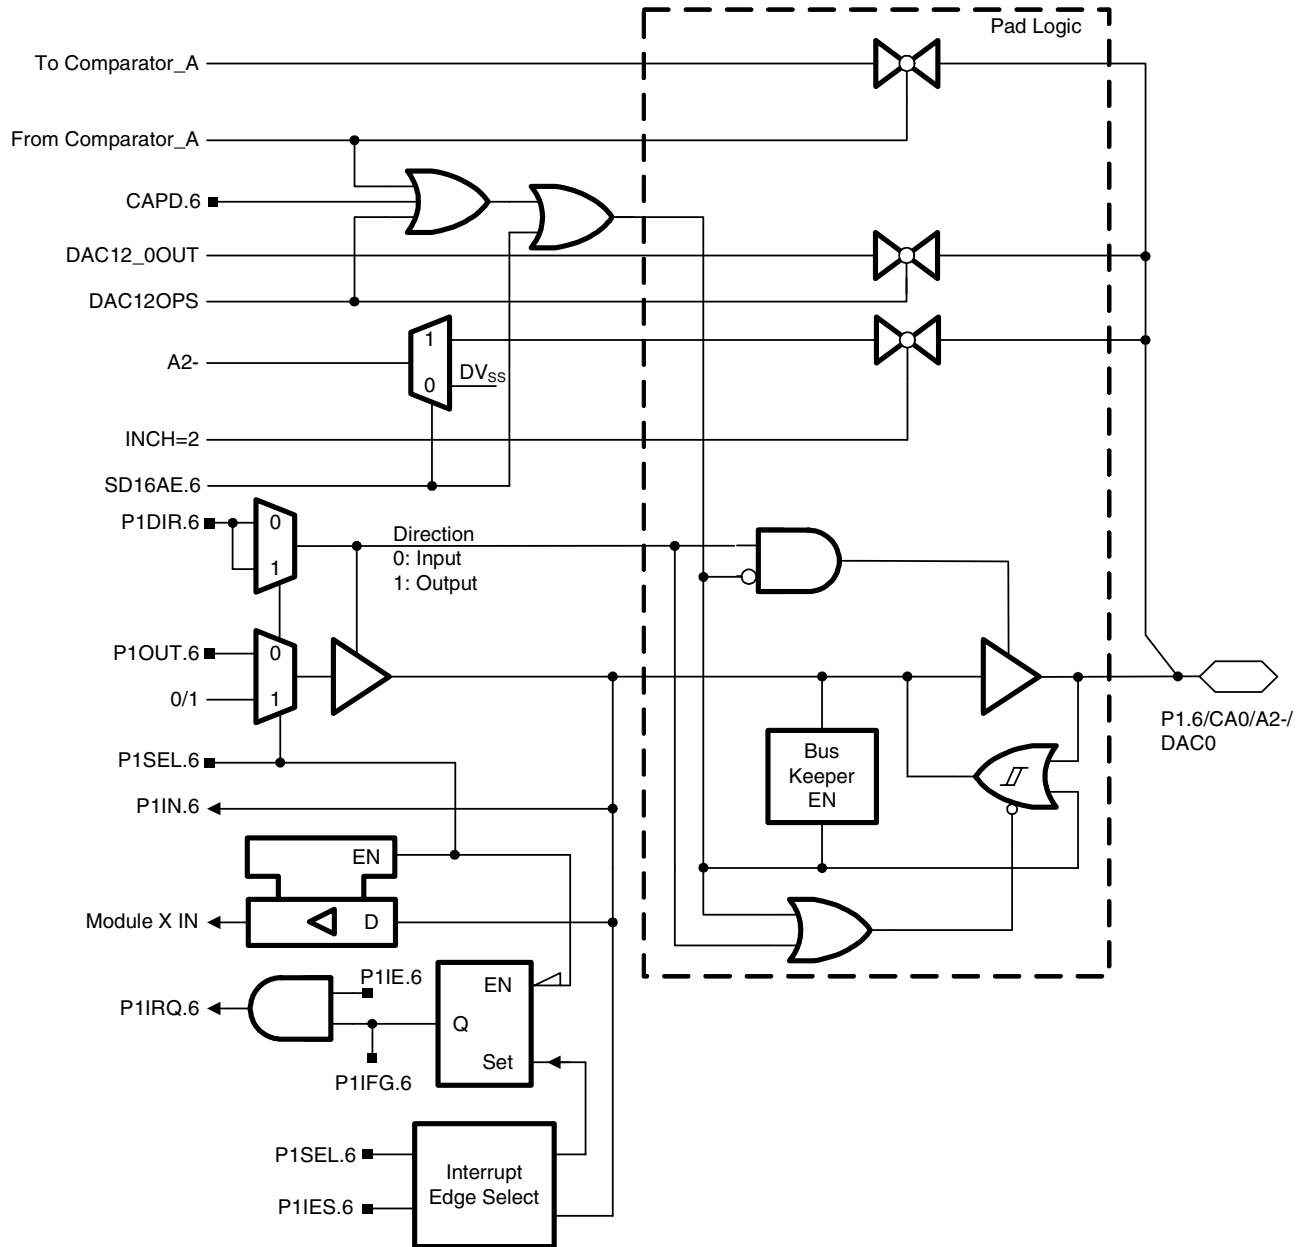 Pad Logic
To Comparator_A
From Comparator_A
CAPD.6
DAC12_0OUT
DAC12OPS
1
A2-
0
DVSS
INCH=2
SD16AE.6
P1DIR.6
0
1
Direction
0: Input
1: Output
P1OUT.6
0
0/1
1
P1SEL.6
P1IN.6
Bus
Keeper
EN
P1.6/CA0/A2-/
DAC0
EN
Module X IN
D
P1IE.6
EN
P1IRQ.6
Q
Set
P1IFG.6
P1SEL.6
P1IES.6
Interrupt
Edge Select